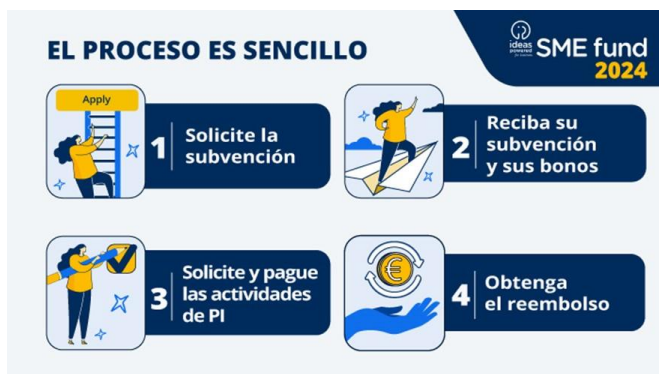 EL PROCESO ES SENCILLO
ideas
powered
SME fund
2024
Apply
1
Solicite la
subvención
2
Reciba su
subvención
y sus bonos
3
Solicite y pague
las actividades
de PI
4
Obtenga
el reembolso